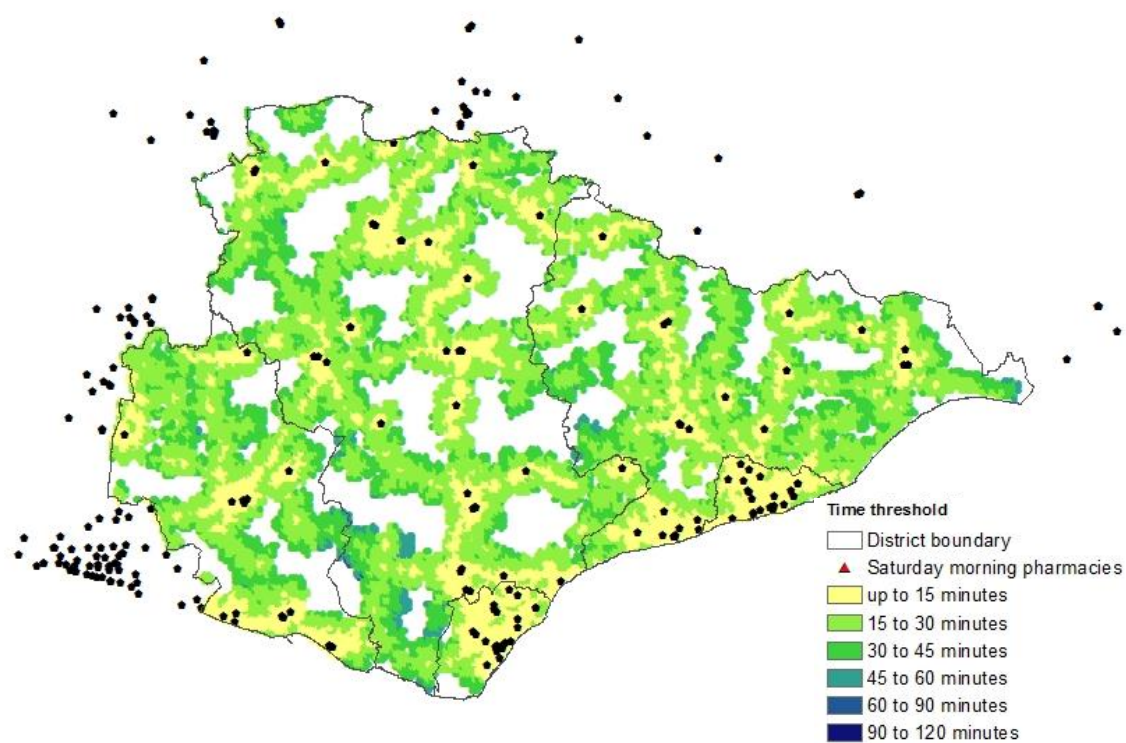 Time threshold
District boundary
Saturday morning pharmacies
up to 15 minutes
15 to 30 minutes
30 to 45 minutes
45 to 60 minutes
60 to 90 minutes
90 to 120 minutes